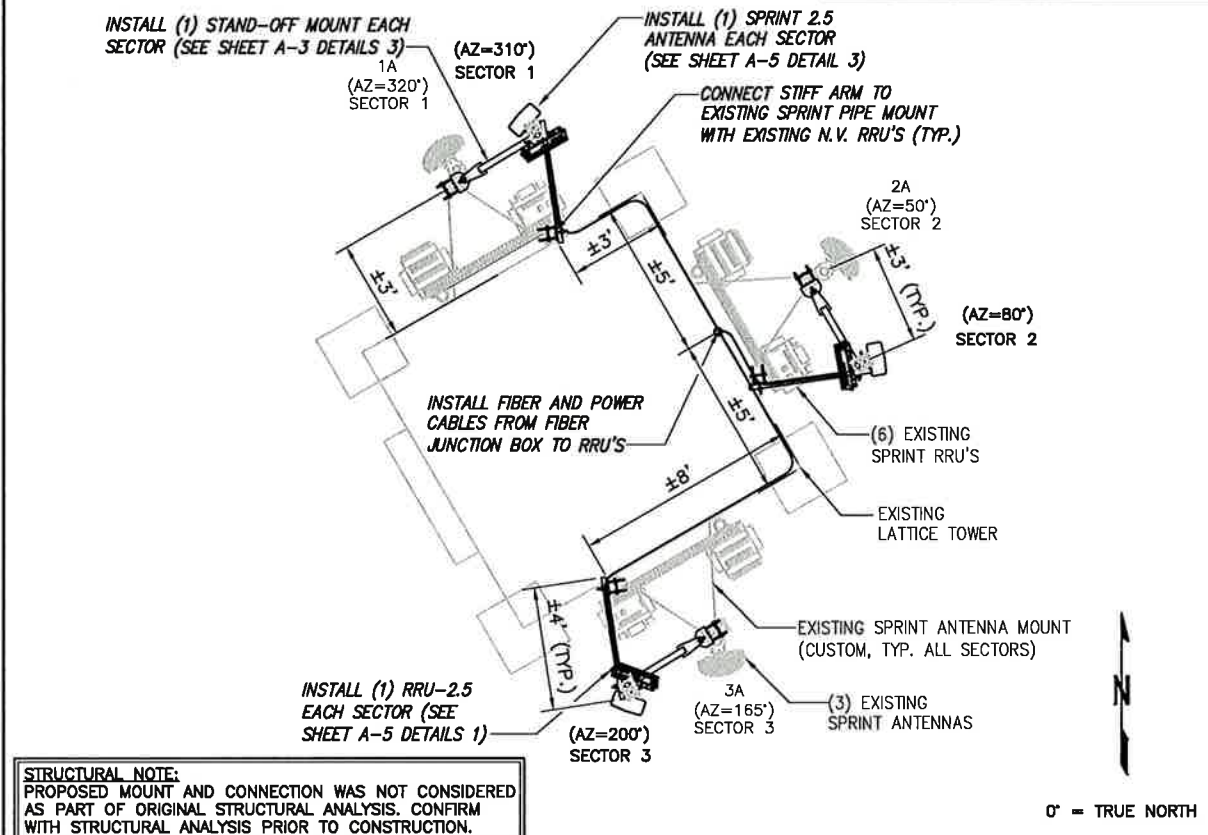 INSTALL (1) STAND-OFF MOUNT EACH
SECTOR (SEE SHEET A-3 DETAILS 3)
1A
(AZ=320°)
SECTOR 1
(AZ=310°)
SECTOR 1
INSTALL (1) SPRINT 2.5
ANTENNA EACH SECTOR
(SEE SHEET A-5 DETAIL 3)
CONNECT STIFF ARM TO
EXISTING SPRINT PIPE MOUNT
WITH EXISTING N.V. RRU'S (TYP.)
2A
(AZ=50°)
SECTOR 2
±3'
±3'
±5'
±3' (TYP.)
(AZ=80°)
SECTOR 2
INSTALL FIBER AND POWER
CABLES FROM FIBER
JUNCTION BOX TO RRU'S
±5'
(6) EXISTING
SPRINT RRU'S
±8'
EXISTING
LATTICE TOWER
±4' (TYP.)
EXISTING SPRINT ANTENNA MOUNT
(CUSTOM, TYP. ALL SECTORS)
INSTALL (1) RRU-2.5
EACH SECTOR (SEE
SHEET A-5 DETAILS 1)
(AZ=200°)
SECTOR 3
3A
(AZ=165°)
SECTOR 3
(3) EXISTING
SPRINT ANTENNAS
N
STRUCTURAL NOTE:
PROPOSED MOUNT AND CONNECTION WAS NOT CONSIDERED
AS PART OF ORIGINAL STRUCTURAL ANALYSIS. CONFIRM
WITH STRUCTURAL ANALYSIS PRIOR TO CONSTRUCTION.
0° = TRUE NORTH